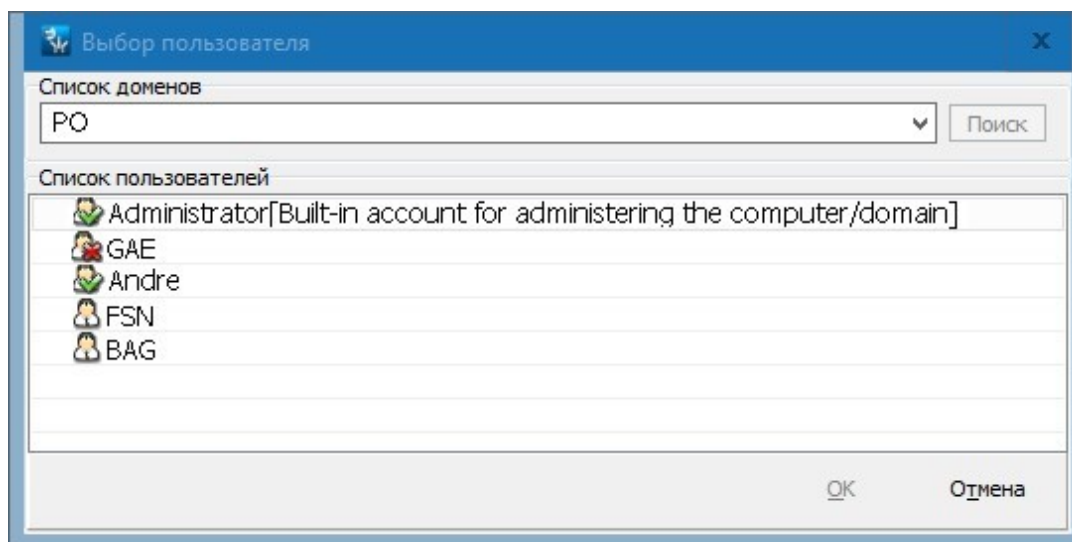 Выбор пользователя
Список доменов
PO
Поиск
Список пользователей
Administrator[Built-in account for administering the computer/domain]
GAE
Andre
FSN
BAG
OK
Отмена